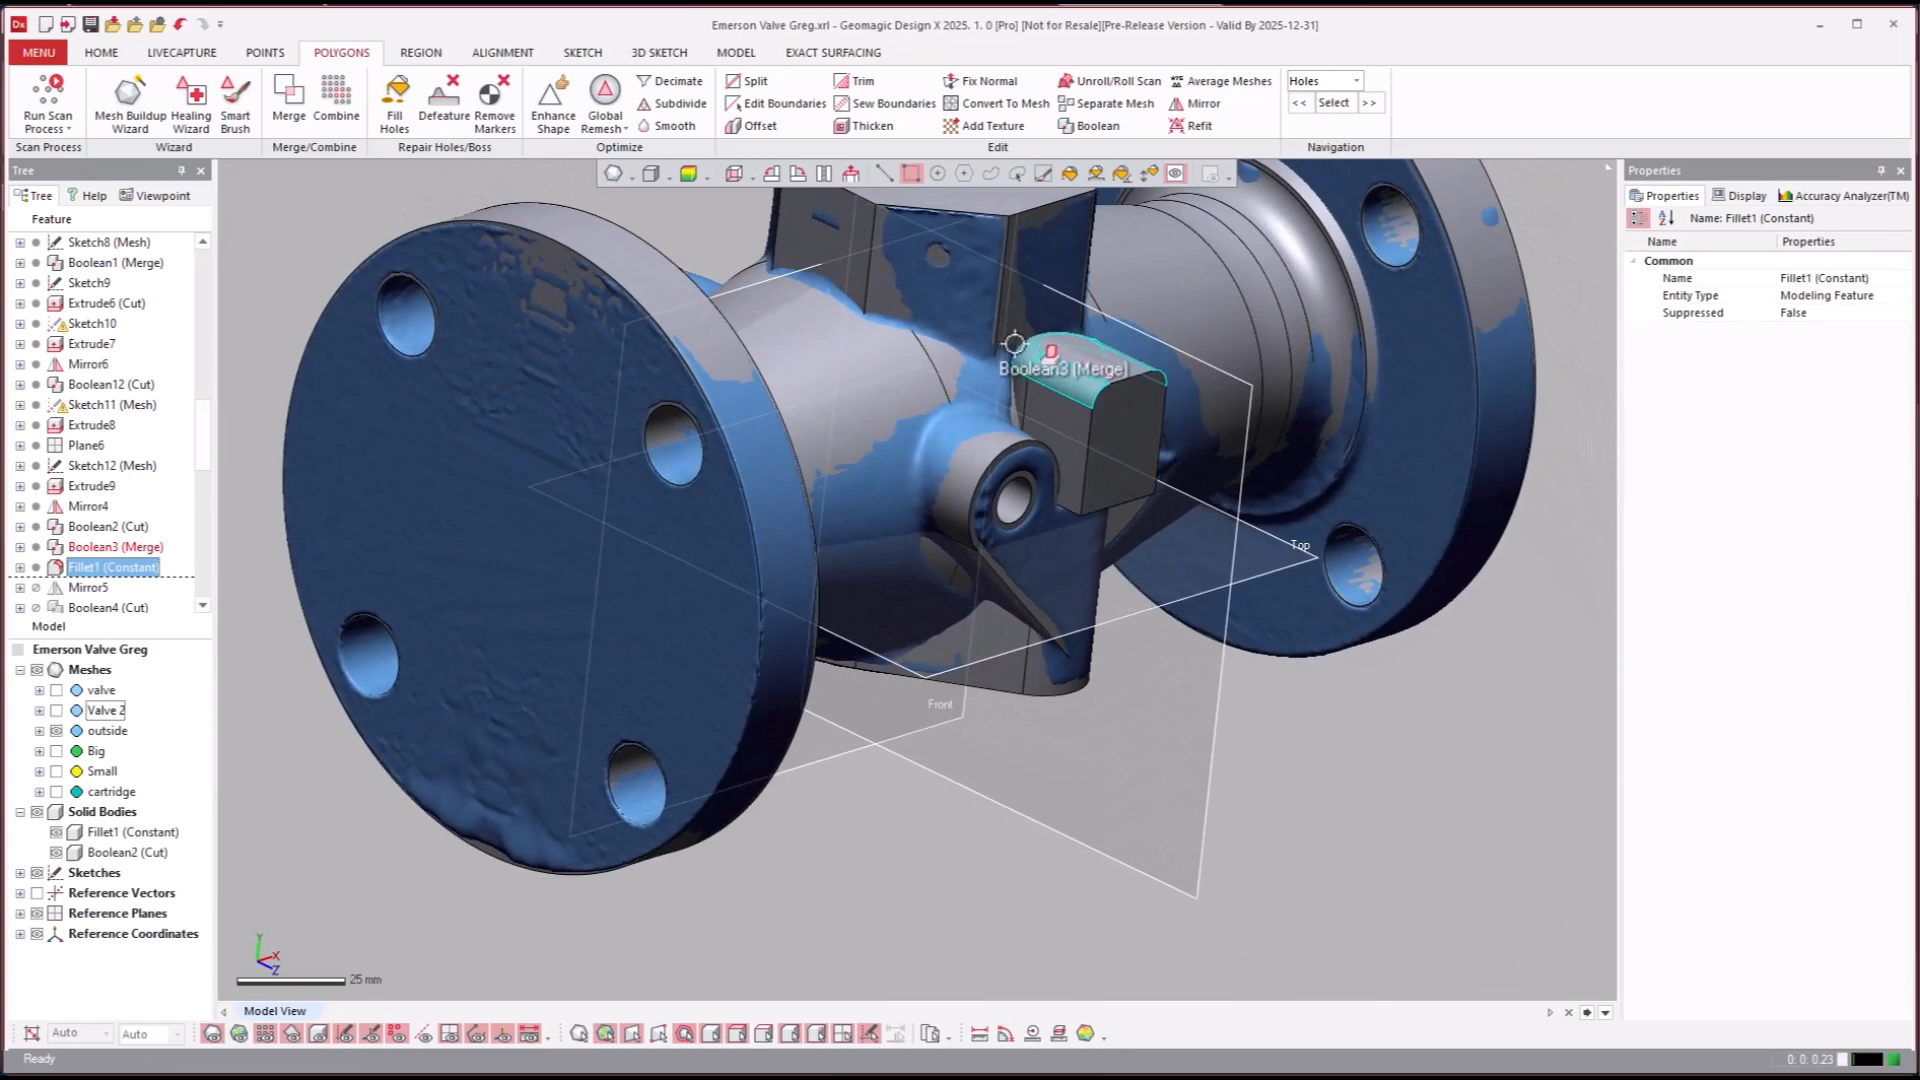 Dx
Emerson Valve Greg.xrl - Geomagic Design X 2025. 1. 0 [Pro] [Not for Resale][Pre-Release Version - Valid By 2025-12-31]
MENU HOME LIVECAPTURE POINTS POLYGONS REGION ALIGNMENT SKETCH 3D SKETCH MODEL EXACT SURFACING
Run Scan Process
Mesh Buildup Wizard
Healing Wizard
Smart Brush
Merge
Combine
Fill Holes
Defeature
Remove Markers
Enhance Shape
Global Remesh
Decimate
Subdivide
Smooth
Split
Edit Boundaries
Offset
Trim
Sew Boundaries
Thicken
Fix Normal
Convert To Mesh
Add Texture
Unroll/Roll Scan
Separate Mesh
Boolean
Average Meshes
Mirror
Refit
Holes
<< Select >>
Scan Process Wizard Merge/Combine Repair Holes/Boss Optimize Edit Navigation
Tree
Tree Help Viewpoint
Feature
Sketch8 (Mesh)
Boolean1 (Merge)
Sketch9
Extrude6 (Cut)
Sketch10
Extrude7
Mirror6
Boolean12 (Cut)
Sketch11 (Mesh)
Extrude8
Plane6
Sketch12 (Mesh)
Extrude9
Mirror4
Boolean2 (Cut)
Boolean3 (Merge)
Fillet1 (Constant)
Mirror5
Boolean4 (Cut)
Model
Emerson Valve Greg
Meshes
valve
Valve 2
outside
Big
Small
cartridge
Solid Bodies
Fillet1 (Constant)
Boolean2 (Cut)
Sketches
Reference Vectors
Reference Planes
Reference Coordinates
Boolean3 (Merge)
Top
Front
Y
X
Z
25 mm
Model View
Properties
Properties Display Accuracy Analyzer(TM)
Name: Fillet1 (Constant)
Name Properties
Common
Name Fillet1 (Constant)
Entity Type Modeling Feature
Suppressed False
Auto Auto
Ready
0: 0: 0.23